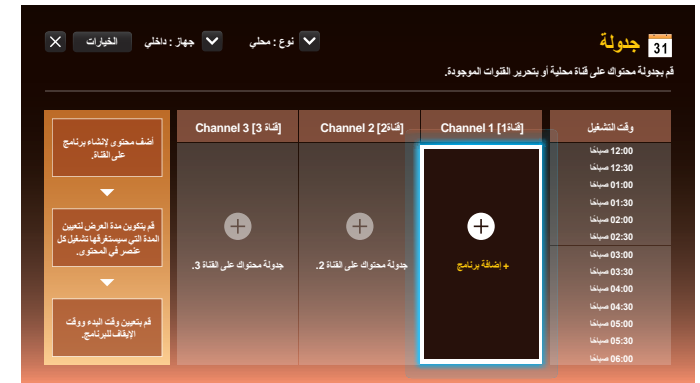 31 جدولة
نوع : محلي
جهاز : داخلي
الخيارات
قم بجدولة محتواك على قناة محلية أو بتحرير القنوات الموجودة.
وقت التشغيل
Channel 1 [قناة1]
Channel 2 [قناة2]
Channel 3 [قناة 3]
12:00 صباحًا
12:30 صباحًا
01:00 صباحًا
01:30 صباحًا
02:00 صباحًا
02:30 صباحًا
03:00 صباحًا
03:30 صباحًا
04:00 صباحًا
04:30 صباحًا
05:00 صباحًا
05:30 صباحًا
06:00 صباحًا
+ إضافة برنامج
جدولة محتواك على القناة 2.
جدولة محتواك على القناة 3.
أضف محتوى لإنشاء برنامج
على القناة.
قم بتكوين مدة العرض لتعيين
المدة التي سيستغرقها تشغيل كل
عنصر في المحتوى.
قم بتعيين وقت البدء ووقت
الإيقاف للبرنامج.